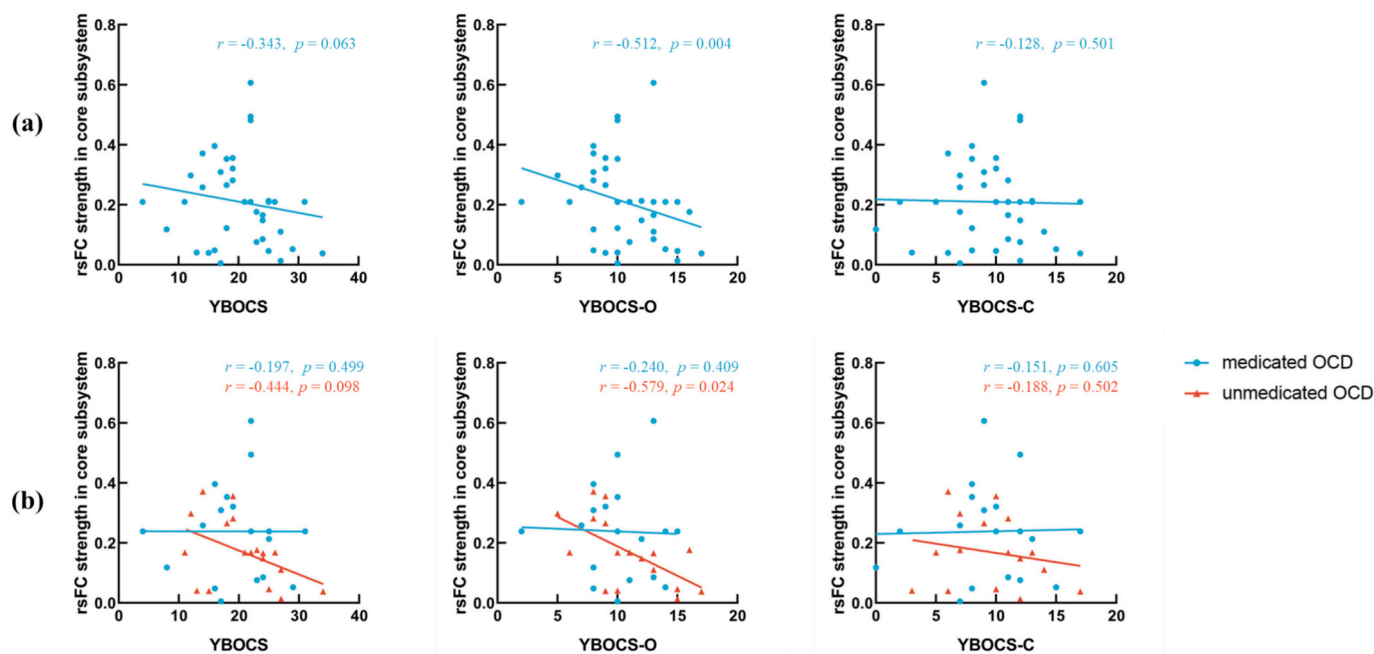 (a)
rsFC strength in core subsystem
0.8
0.6
0.4
0.2
0.0
r = -0.343, p = 0.063
0 10 20 30 40
YBOCS
rsFC strength in core subsystem
0.8
0.6
0.4
0.2
0.0
r = -0.512, p = 0.004
0 5 10 15 20
YBOCS-O
rsFC strength in core subsystem
0.8
0.6
0.4
0.2
0.0
r = -0.128, p = 0.501
0 5 10 15 20
YBOCS-C
(b)
rsFC strength in core subsystem
0.8
0.6
0.4
0.2
0.0
r = -0.197, p = 0.499
r = -0.444, p = 0.098
0 10 20 30 40
YBOCS
rsFC strength in core subsystem
0.8
0.6
0.4
0.2
0.0
r = -0.240, p = 0.409
r = -0.579, p = 0.024
0 5 10 15 20
YBOCS-O
rsFC strength in core subsystem
0.8
0.6
0.4
0.2
0.0
r = -0.151, p = 0.605
r = -0.188, p = 0.502
0 5 10 15 20
YBOCS-C
medicated OCD
unmedicated OCD